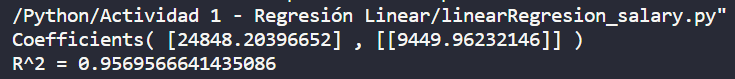 /Python/Actividad 1 - Regresión Linear/linearRegresion_salary.py"
Coefficients( [24848.20396652] , [[9449.96232146]] )
R^2 = 0.9569566641435086